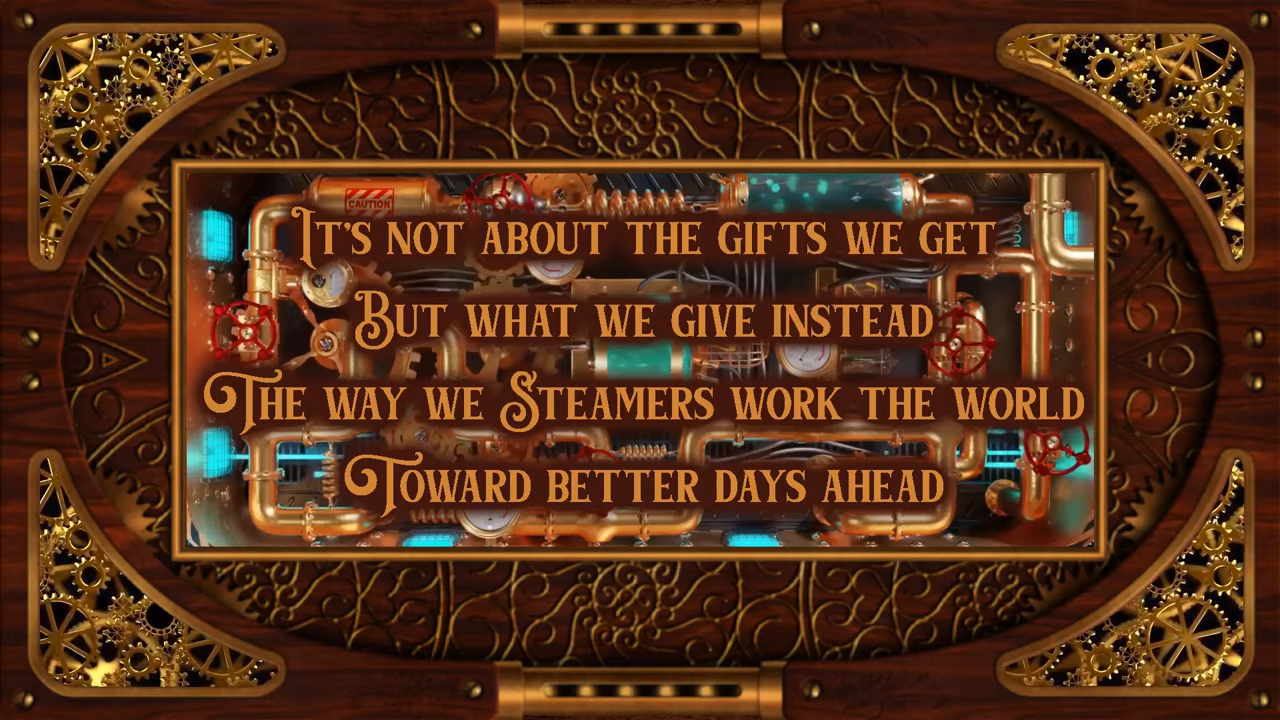 CAUTION
It's not about the gifts we get
But what we give instead
The way we Steamers work the world
Toward better days ahead